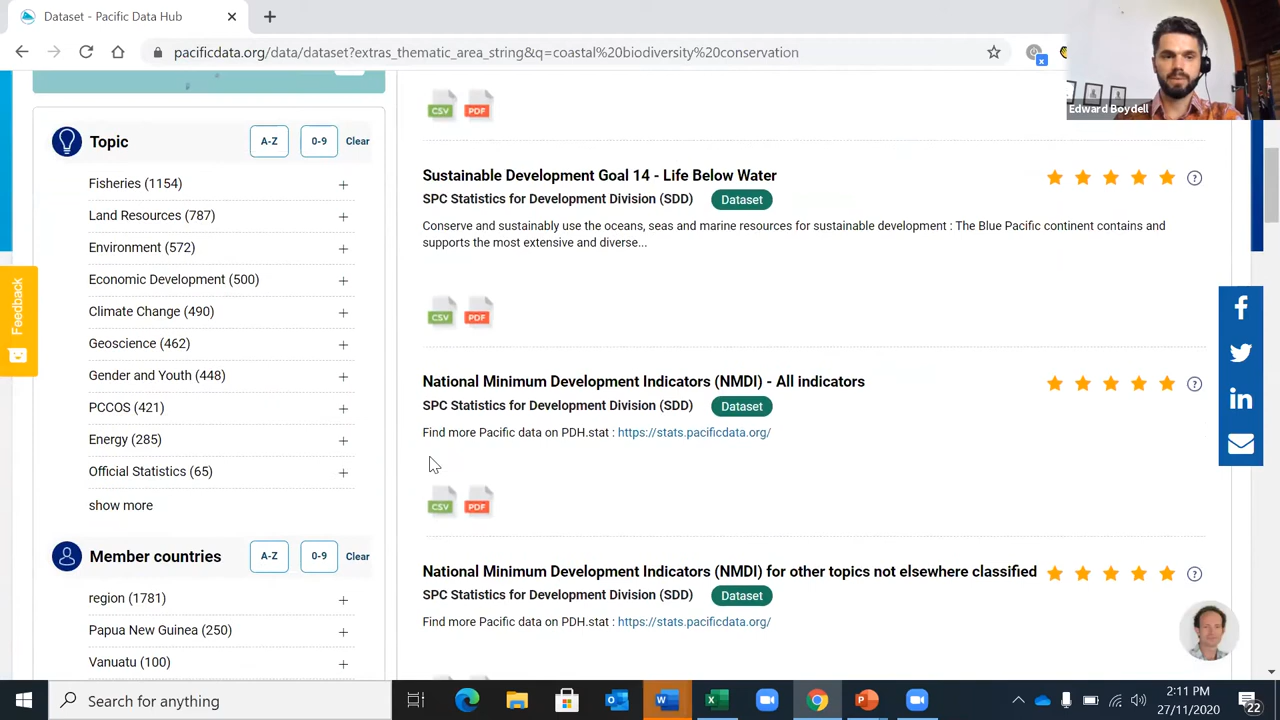 Dataset - Pacific Data Hub
pacificdata.org/data/dataset?extras_thematic_area_string&q=coastal%20biodiversity%20conservation
x
Edward Boydell
Topic
A-Z
0-9
Clear
Fisheries (1154)
Land Resources (787)
Environment (572)
Economic Development (500)
Climate Change (490)
Geoscience (462)
Gender and Youth (448)
PCCOS (421)
Energy (285)
Official Statistics (65)
show more
Member countries
A-Z
0-9
Clear
region (1781)
Papua New Guinea (250)
Vanuatu (100)
Feedback
CSV PDF
Sustainable Development Goal 14 - Life Below Water
SPC Statistics for Development Division (SDD) Dataset
Conserve and sustainably use the oceans, seas and marine resources for sustainable development : The Blue Pacific continent contains and
supports the most extensive and diverse...
CSV PDF
National Minimum Development Indicators (NMDI) - All indicators
SPC Statistics for Development Division (SDD) Dataset
Find more Pacific data on PDH.stat : https://stats.pacificdata.org/
CSV PDF
National Minimum Development Indicators (NMDI) for other topics not elsewhere classified
SPC Statistics for Development Division (SDD) Dataset
Find more Pacific data on PDH.stat : https://stats.pacificdata.org/
Search for anything
2:11 PM
27/11/2020
22